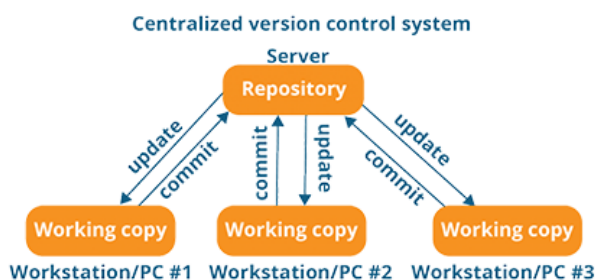 Centralized version control system
Server
Repository
update
commit
commit
update
update
commit
Working copy
Working copy
Working copy
Workstation/PC #1
Workstation/PC #2
Workstation/PC #3